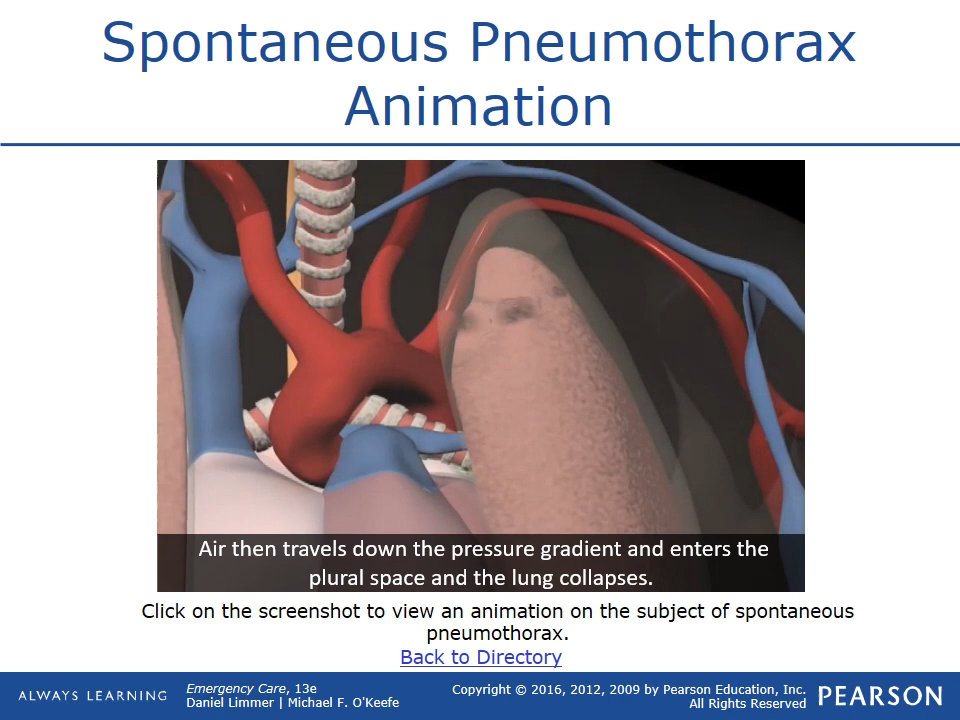 Spontaneous Pneumothorax
Animation
Air then travels down the pressure gradient and enters the
plural space and the lung collapses.
Click on the screenshot to view an animation on the subject of spontaneous
pneumothorax.
Back to Directory
ALWAYS LEARNING
Emergency Care, 13e
Daniel Limmer | Michael F. O'Keefe
Copyright © 2016, 2012, 2009 by Pearson Education, Inc.
All Rights Reserved
PEARSON